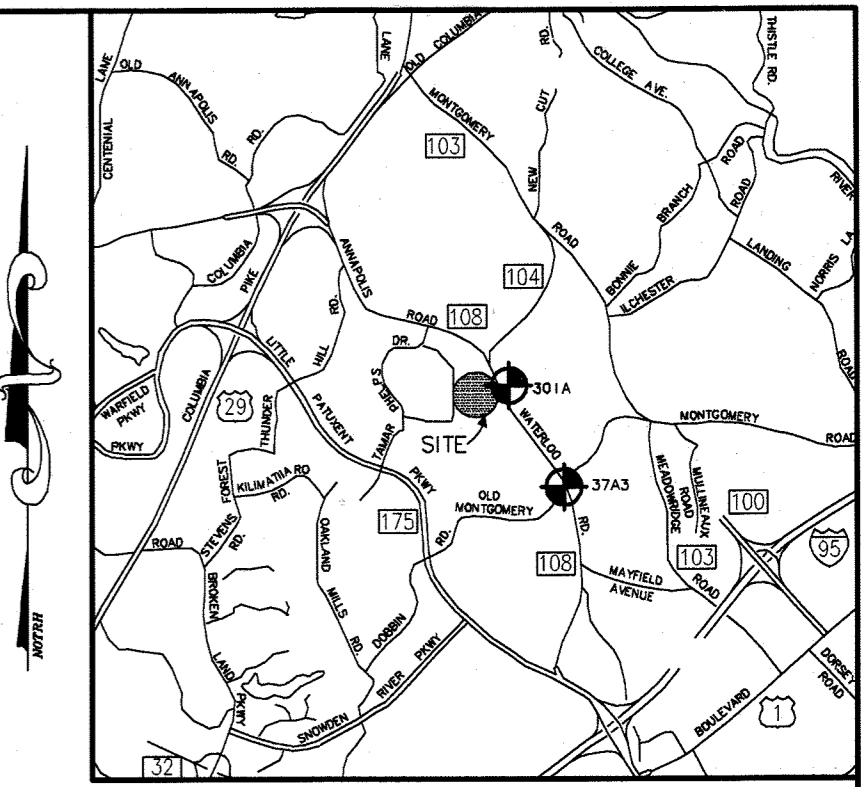 OLD COLUMBIA
LANE
RD.
COLLEGE AVE.
THISTLE RD.
LANE
CENTENIAL
OLD
ANNAPOLIS
RD.
RD.
MONTGOMERY
103
NEW
CUT
ROAD
BRANCH
BONNIE
ROAD
ROAD
RIVER
LANDING
NORRIS LA
ROAD
ILCHESTER
COLUMBIA
PIKE
ANNAPOLIS
ROAD
104
108
RD.
HILL
THUNDER
LITTLE
PATUXENT
PKWY
DR.
PHELPS
TAMAR
301A
SITE
WATERLOO
WARFIELD
PKWY
PKWY
COLUMBIA
29
MONTGOMERY
ROAD
37A3
OLD
MONTGOMERY
RD.
FOREST
KILIMATIIA RD
RD.
STEVENS
RD.
ROAD
175
MEADOWRIDGE
ROAD
MULLINEAUX
100
95
103
ROAD
108
RD.
MAYFIELD
AVENUE
OAKLAND
MILLS
RD.
DOBBIN
BROKEN
LAND
PKWY
SNOWDEN
RIVER
PKWY
BOULEVARD
1
DORSEY
ROAD
32
NOTRH